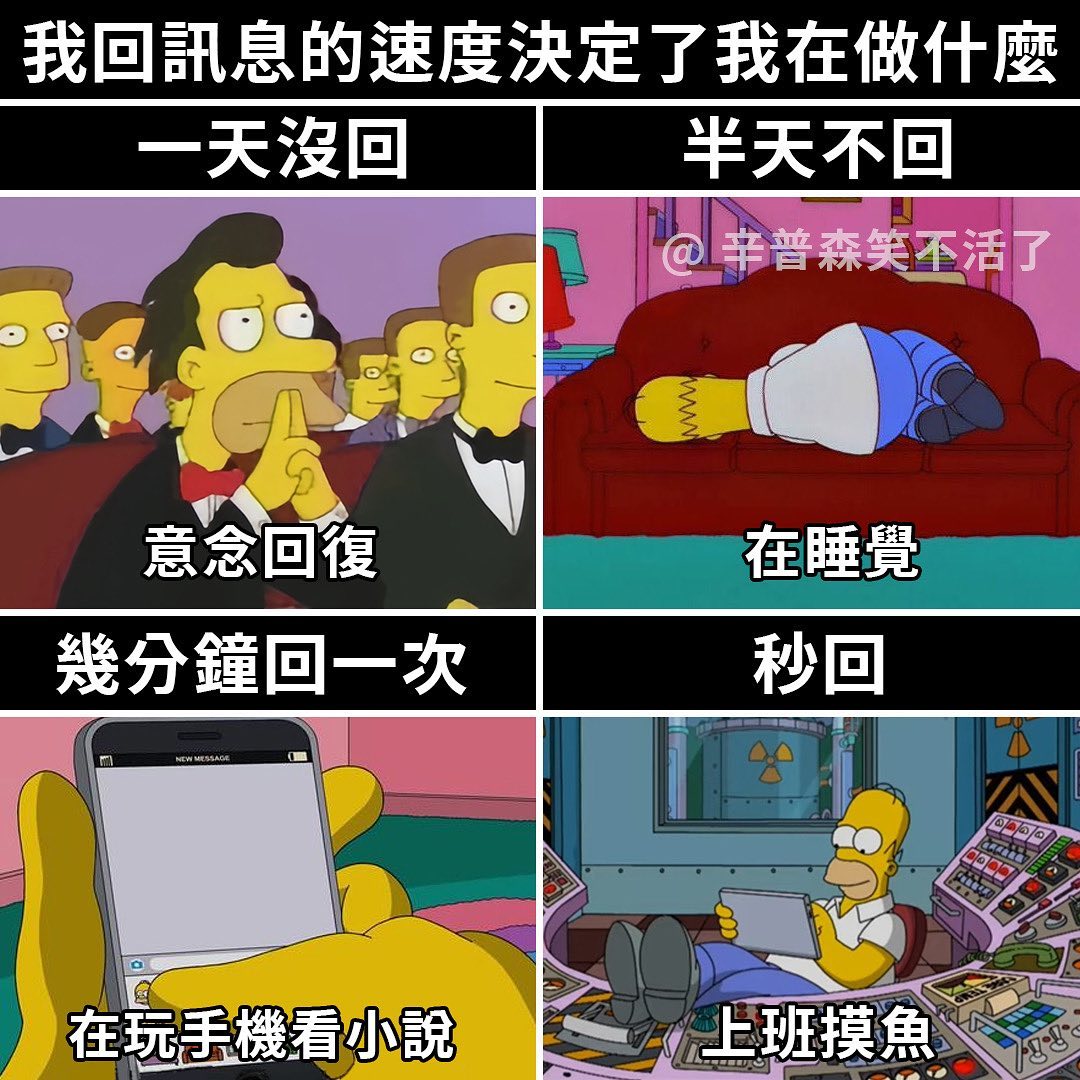 我回訊息的速度決定了我在做什麼
一天沒回
半天不回
@辛普森笑不活了
意念回復
在睡覺
幾分鐘回一次
秒回
NEW MESSAGE
在玩手機看小說
上班摸魚